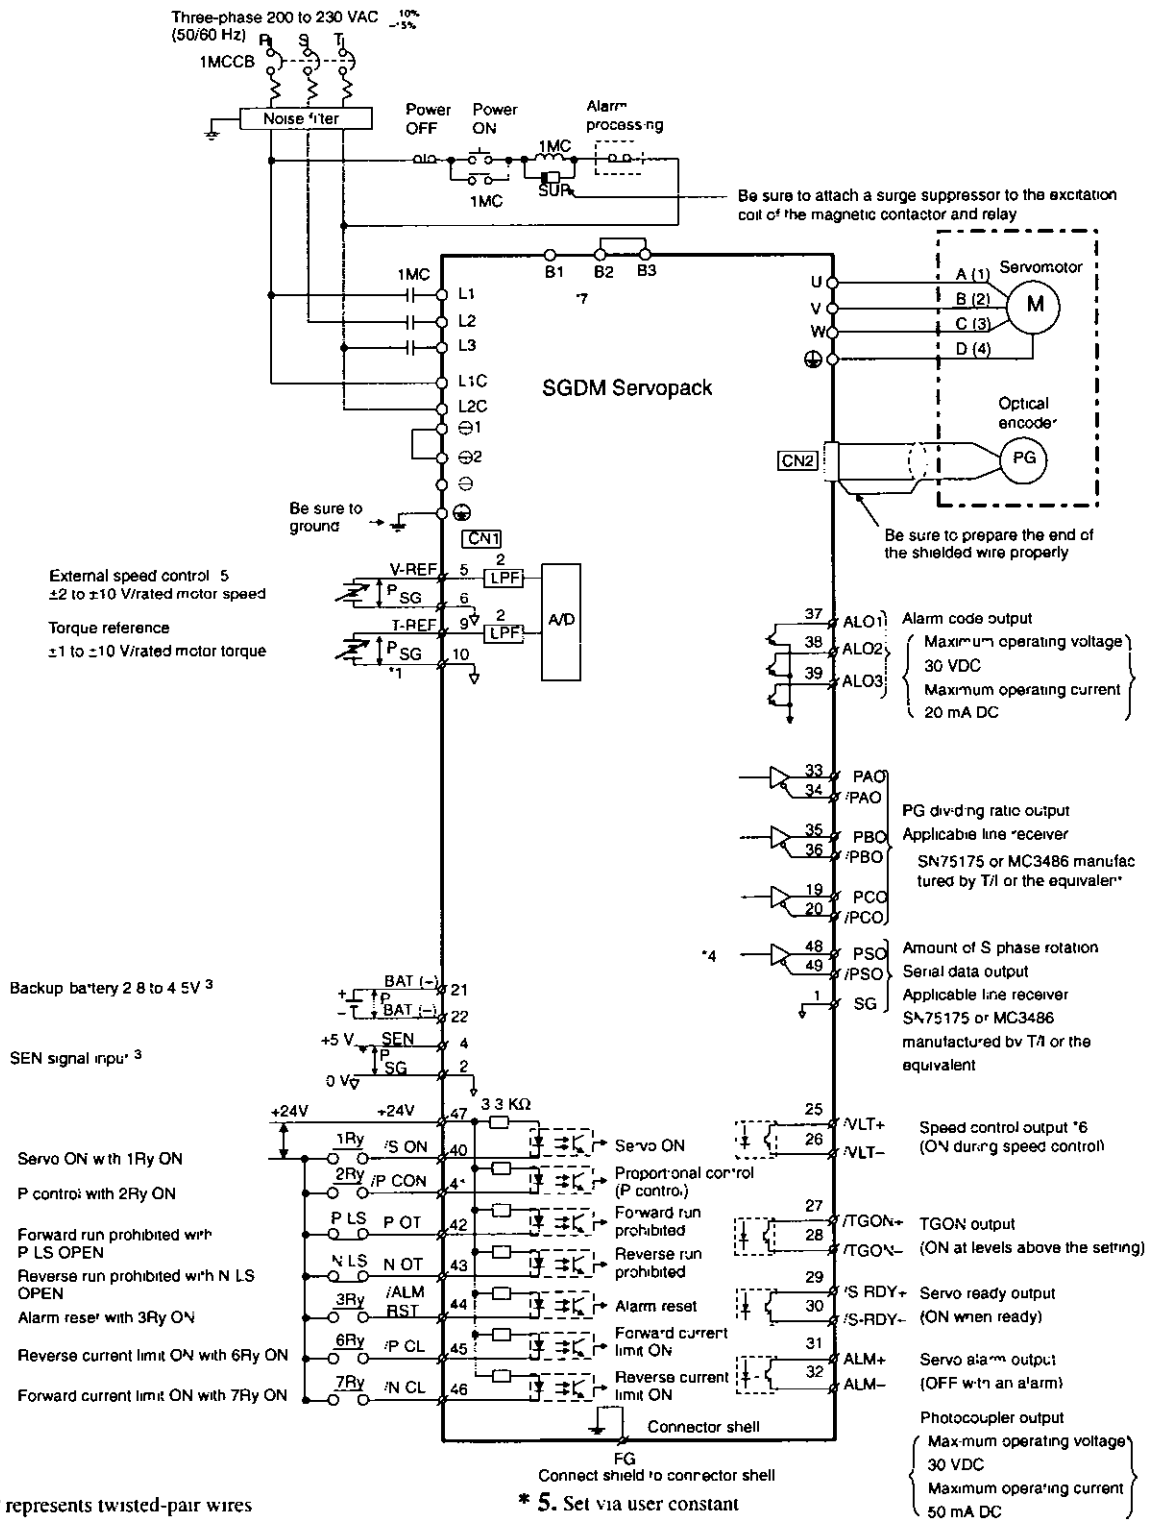 Three-phase 200 to 230 VAC 10% −15%
(50/60 Hz) R S T
1MCCB
Noise filter
Power OFF
Power ON
Alarm processing
1MC
SUP
1MC
Be sure to attach a surge suppressor to the excitation
coil of the magnetic contactor and relay
B1 B2 B3
*7
1MC
L1
L2
L3
L1C
L2C
⊖1
⊕2
⊖
SGDM Servopack
U
V
W
A (1)
B (2)
C (3)
D (4)
Servomotor
M
Optical
encoder
PG
CN2
Be sure to prepare the end of
the shielded wire properly
Be sure to
ground
CN1
External speed control 5
±2 to ±10 V/rated motor speed
V-REF 5 2
LPF
P SG 6
Torque reference
±1 to ±10 V/rated motor torque
T-REF 9 2
LPF
P SG 10
*1
A/D
37 ALO1
38 ALO2
39 ALO3
Alarm code output
Maximum operating voltage
30 VDC
Maximum operating current
20 mA DC
33 PAO
34 /PAO
35 PBO
36 /PBO
19 PCO
20 /PCO
PG dividing ratio output
Applicable line receiver
SN75175 or MC3486 manufac
tured by T/I or the equivalent
*4
48 PSO
49 /PSO
1 SG
Amount of S phase rotation
Serial data output
Applicable line receiver
SN75175 or MC3486
manufactured by T/I or the
equivalent
Backup battery 2 8 to 4 5V 3
+ BAT (−) 21
P
− BAT (−) 22
SEN signal input 3
+5 V SEN 4
P
0 V SG 2
+24V +24V 47 3 3 KΩ
Servo ON with 1Ry ON
1Ry /S ON 40
Servo ON
P control with 2Ry ON
2Ry /P CON 4
Proportional control
(P control)
Forward run prohibited with
P LS OPEN
P LS P OT 42
Forward run
prohibited
Reverse run prohibited with N LS
OPEN
N LS N OT 43
Reverse run
prohibited
Alarm reset with 3Ry ON
3Ry /ALM RST 44
Alarm reset
Reverse current limit ON with 6Ry ON
6Ry /P CL 45
Forward current
limit ON
Forward current limit ON with 7Ry ON
7Ry /N CL 46
Reverse current
limit ON
25 /VLT+
26 /VLT−
Speed control output *6
(ON during speed control)
27 /TGON+
28 /TGON−
TGON output
(ON at levels above the setting)
29 /S RDY+
30 /S-RDY−
Servo ready output
(ON when ready)
31 ALM+
32 ALM−
Servo alarm output
(OFF with an alarm)
Photocoupler output
Maximum operating voltage
30 VDC
Maximum operating current
50 mA DC
Connector shell
FG
Connect shield to connector shell
represents twisted-pair wires
* 5. Set via user constant